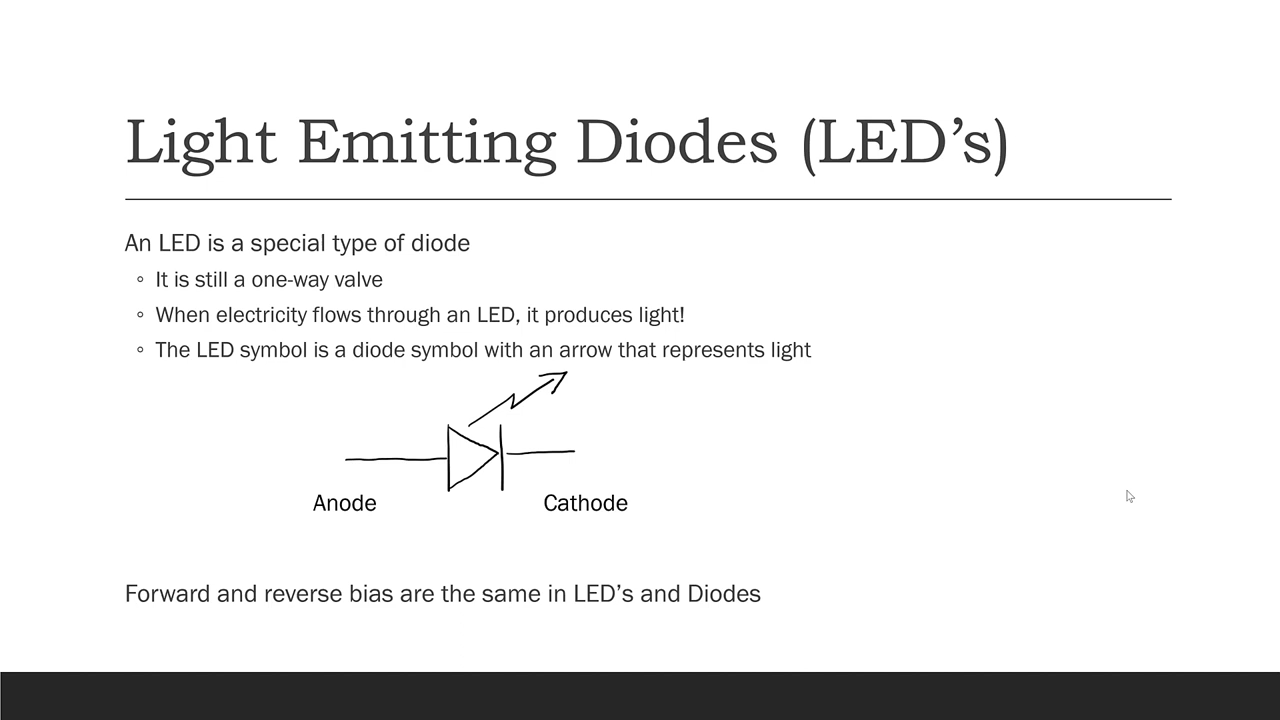 Light Emitting Diodes (LED’s)
An LED is a special type of diode
◦ It is still a one-way valve
◦ When electricity flows through an LED, it produces light!
◦ The LED symbol is a diode symbol with an arrow that represents light
Anode Cathode
Forward and reverse bias are the same in LED’s and Diodes